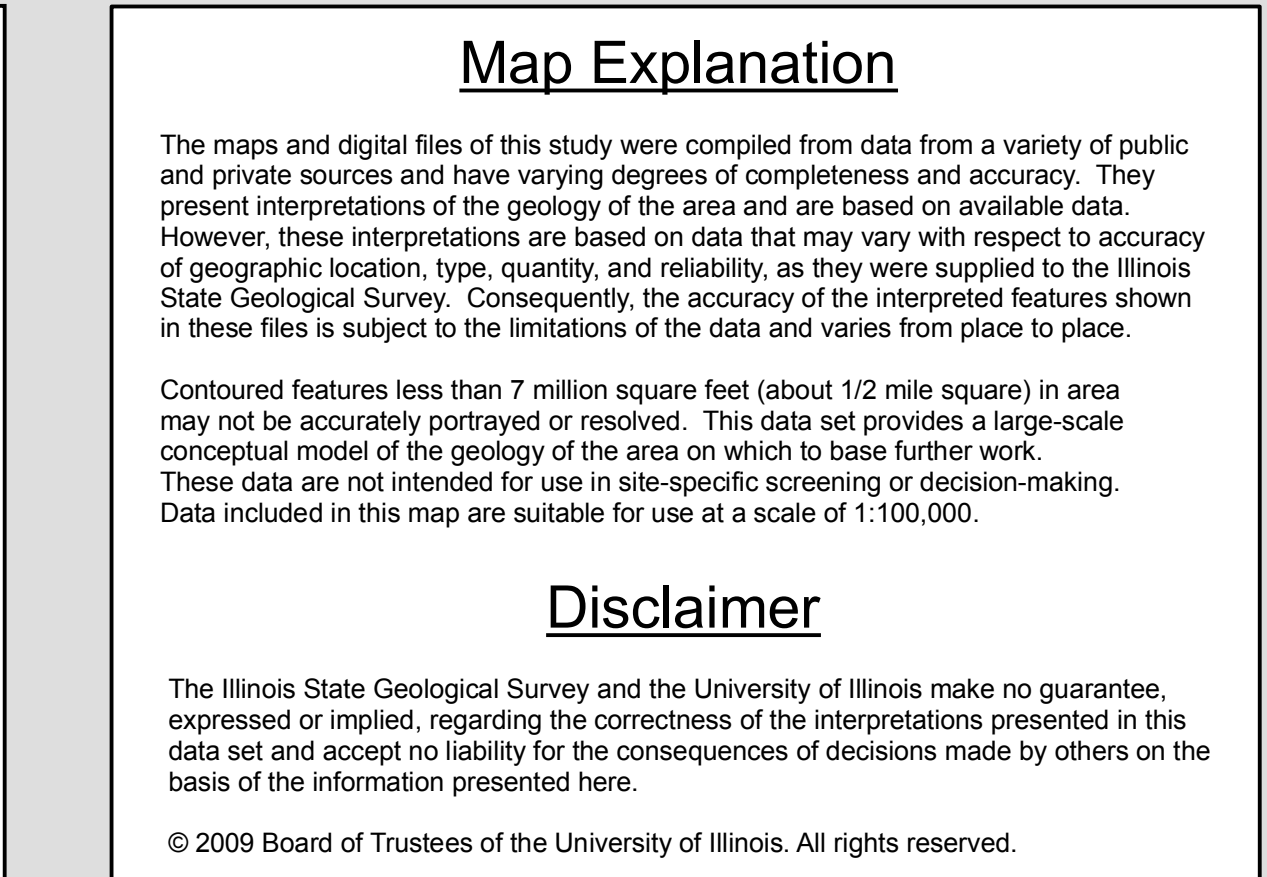 Map Explanation
The maps and digital files of this study were compiled from data from a variety of public
and private sources and have varying degrees of completeness and accuracy.  They
present interpretations of the geology of the area and are based on available data.
However, these interpretations are based on data that may vary with respect to accuracy
of geographic location, type, quantity, and reliability, as they were supplied to the Illinois
State Geological Survey.  Consequently, the accuracy of the interpreted features shown
in these files is subject to the limitations of the data and varies from place to place.
Contoured features less than 7 million square feet (about 1/2 mile square) in area
may not be accurately portrayed or resolved.  This data set provides a large-scale
conceptual model of the geology of the area on which to base further work.
These data are not intended for use in site-specific screening or decision-making.
Data included in this map are suitable for use at a scale of 1:100,000.
Disclaimer
The Illinois State Geological Survey and the University of Illinois make no guarantee,
expressed or implied, regarding the correctness of the interpretations presented in this
data set and accept no liability for the consequences of decisions made by others on the
basis of the information presented here.
© 2009 Board of Trustees of the University of Illinois. All rights reserved.